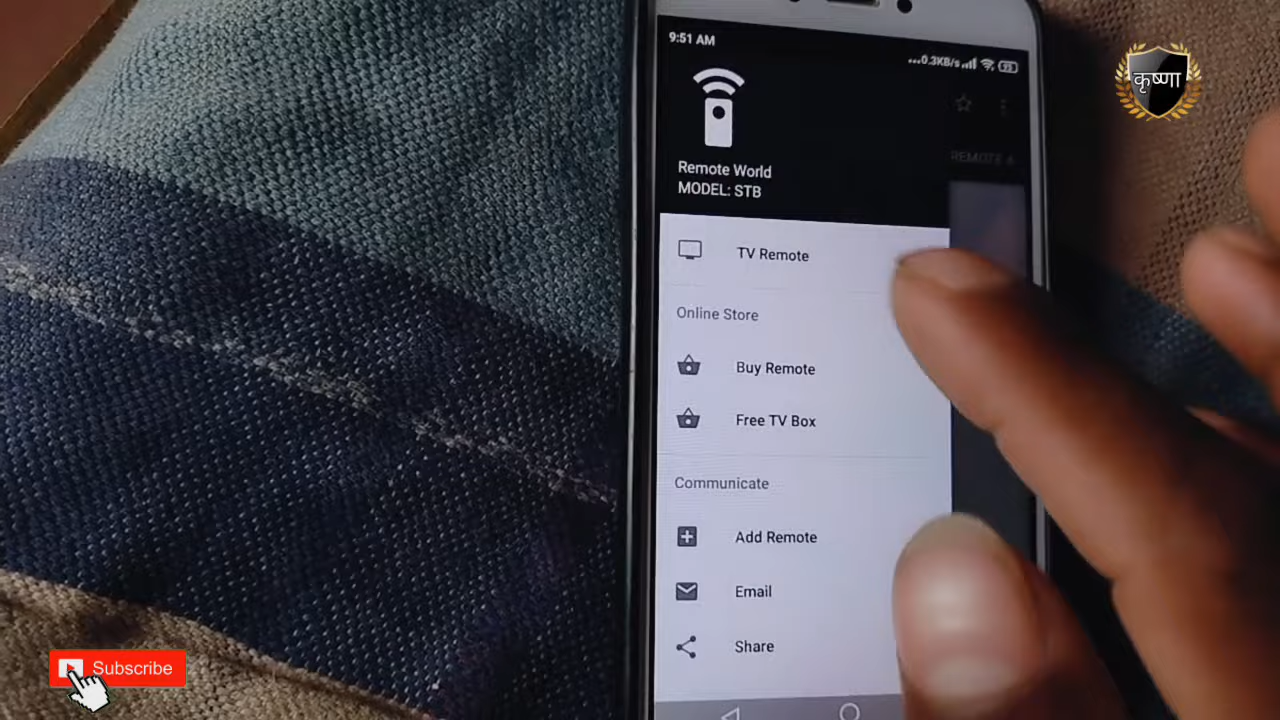 9:51 AM
...0.3KB/s
कृष्णा
Remote World
MODEL: STB
REMOTE
TV Remote
Online Store
Buy Remote
Free TV Box
Communicate
Add Remote
Email
Share
Subscribe